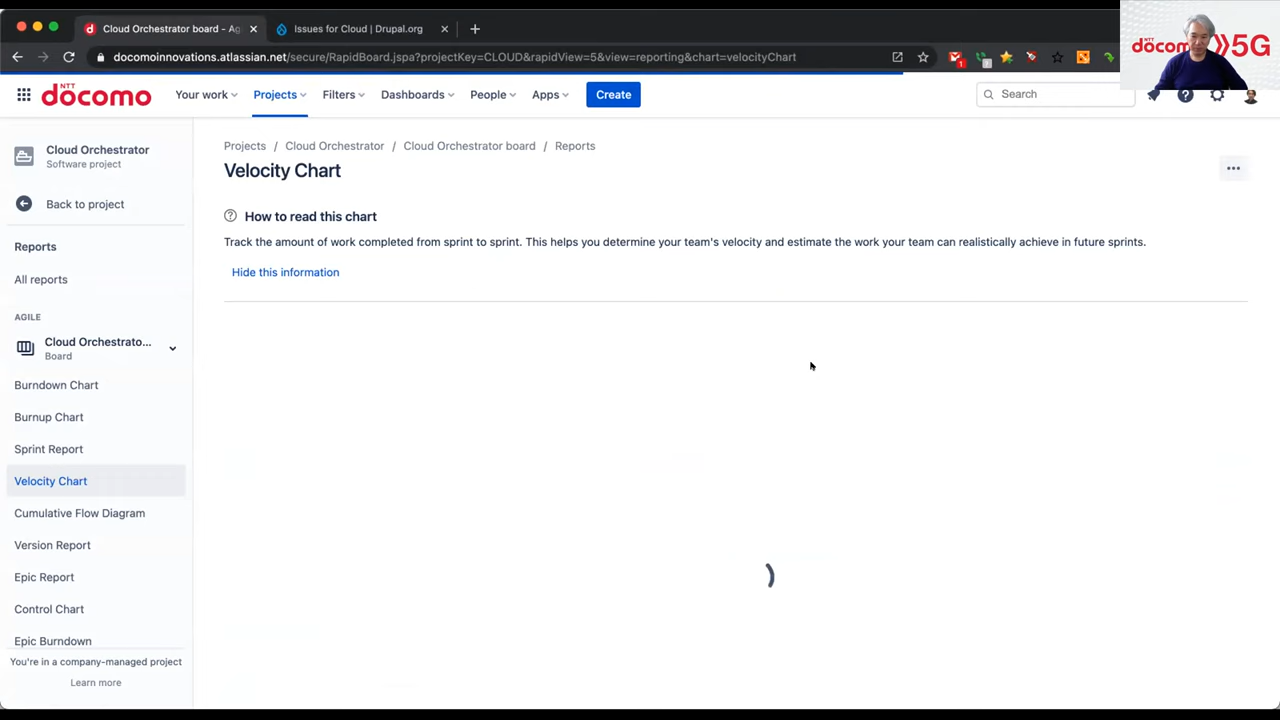 Cloud Orchestrator board - Ag
Issues for Cloud | Drupal.org
docomoinnovations.atlassian.net/secure/RapidBoard.jspa?projectKey=CLOUD&rapidView=5&view=reporting&chart=velocityChart
NTT docomo 5G
NTT
docomo
Your work
Projects
Filters
Dashboards
People
Apps
Create
Search
Cloud Orchestrator
Software project
Back to project
Reports
All reports
AGILE
Cloud Orchestrato...
Board
Burndown Chart
Burnup Chart
Sprint Report
Velocity Chart
Cumulative Flow Diagram
Version Report
Epic Report
Control Chart
Epic Burndown
You're in a company-managed project
Learn more
Projects / Cloud Orchestrator / Cloud Orchestrator board / Reports
Velocity Chart
How to read this chart
Track the amount of work completed from sprint to sprint. This helps you determine your team's velocity and estimate the work your team can realistically achieve in future sprints.
Hide this information